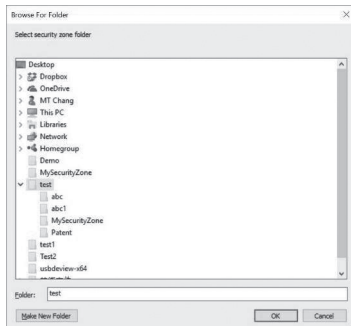 Browse For Folder
Select security zone folder
Desktop
Dropbox
OneDrive
MT Chang
This PC
Libraries
Network
Homegroup
Demo
MySecurityZone
test
abc
abc1
MySecurityZone
Patent
test1
Test2
usbdeview-x64
Folder: test
Make New Folder
OK
Cancel